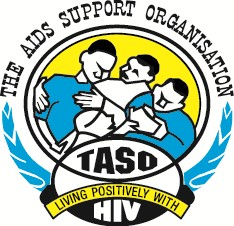 THE AIDS SUPPORT ORGANISATION
TASO
LIVING POSITIVELY WITH
HIV